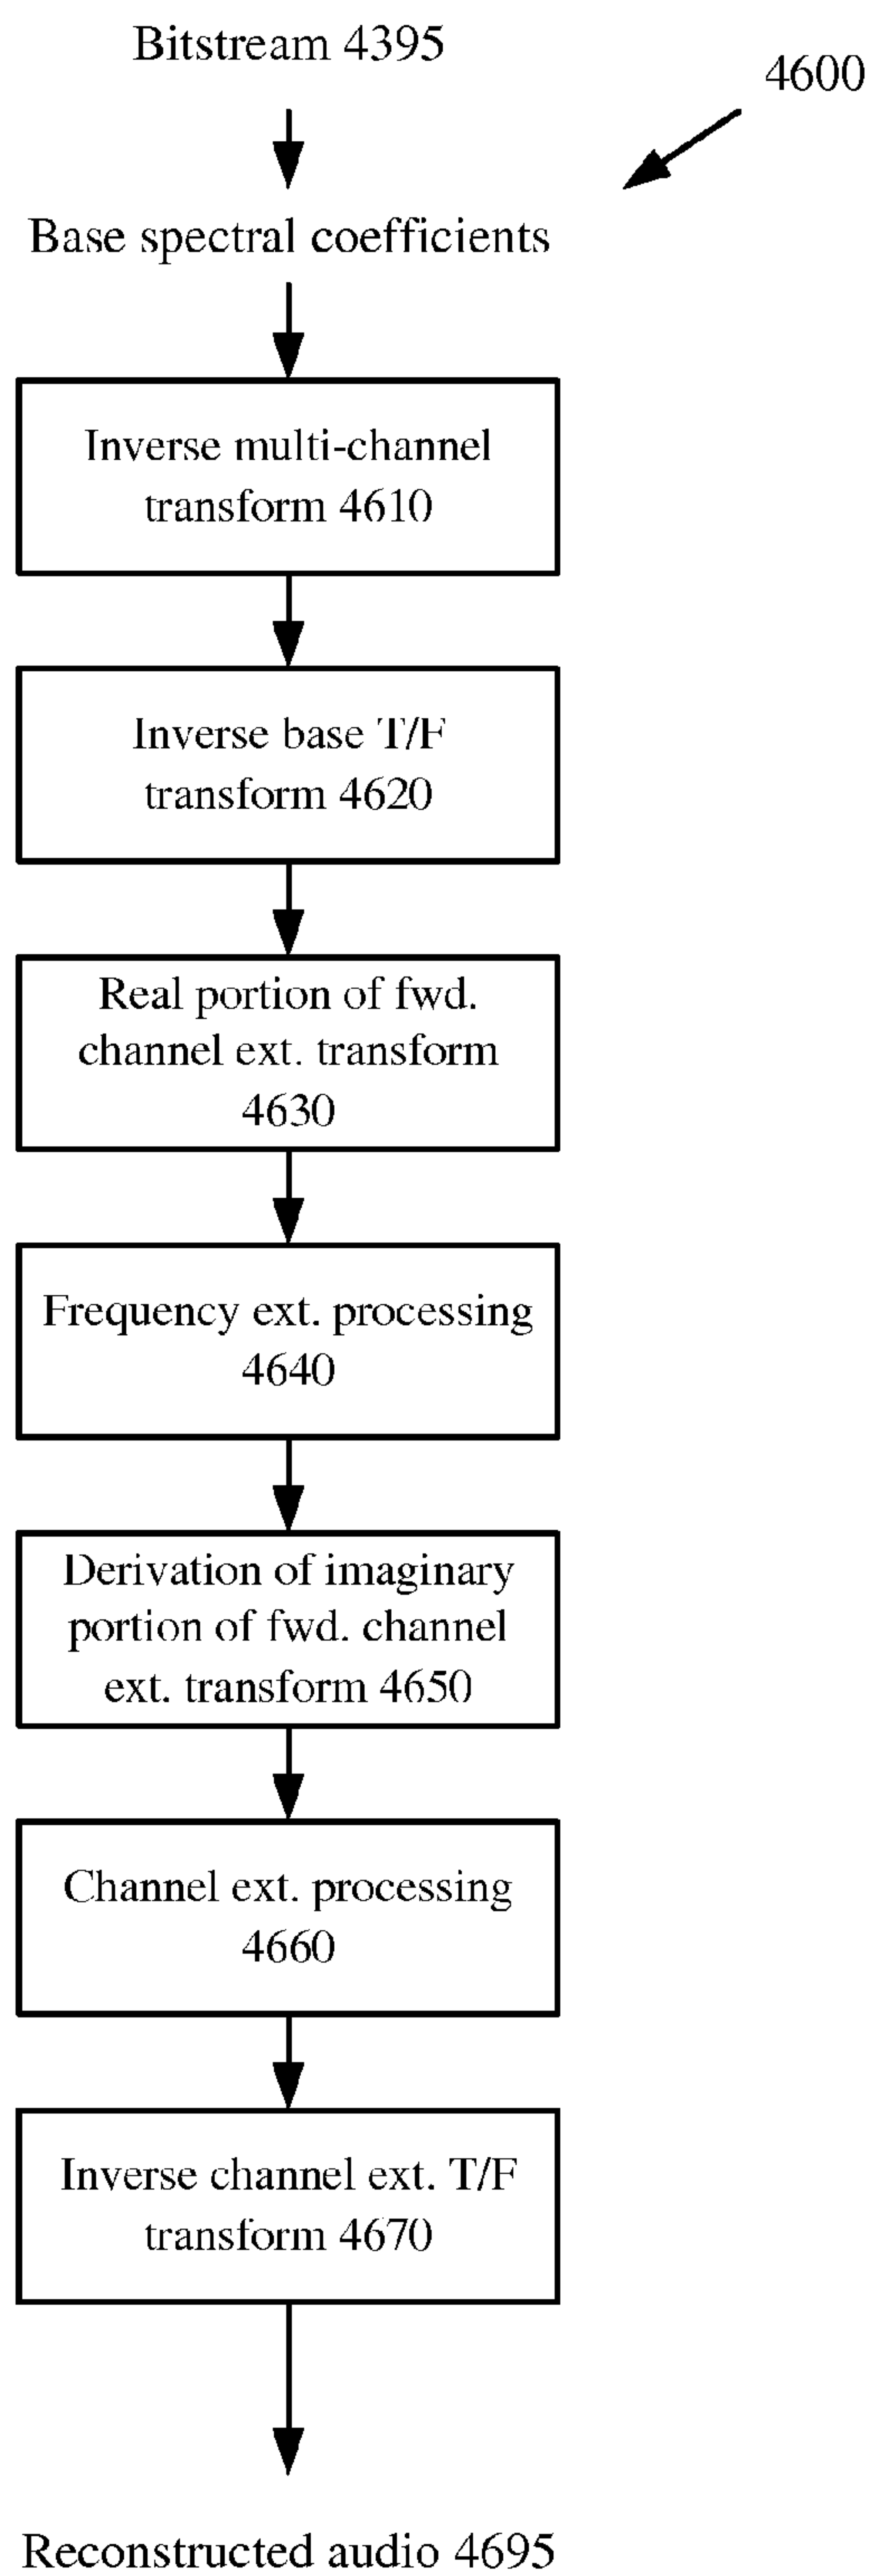 Bitstream 4395
4600
Base spectral coefficients
Inverse multi-channel
transform 4610
Inverse base T/F
transform 4620
Real portion of fwd.
channel ext. transform
4630
Frequency ext. processing
4640
Derivation of imaginary
portion of fwd. channel
ext. transform 4650
Channel ext. processing
4660
Inverse channel ext. T/F
transform 4670
Reconstructed audio 4695